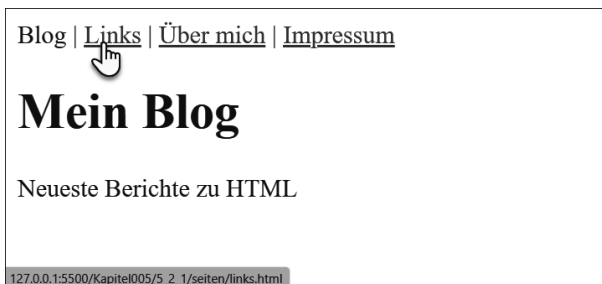 Blog | Links | Über mich | Impressum
Mein Blog
Neueste Berichte zu HTML
127.0.0.1:5500/Kapitel005/5_2_1/seiten/links.html